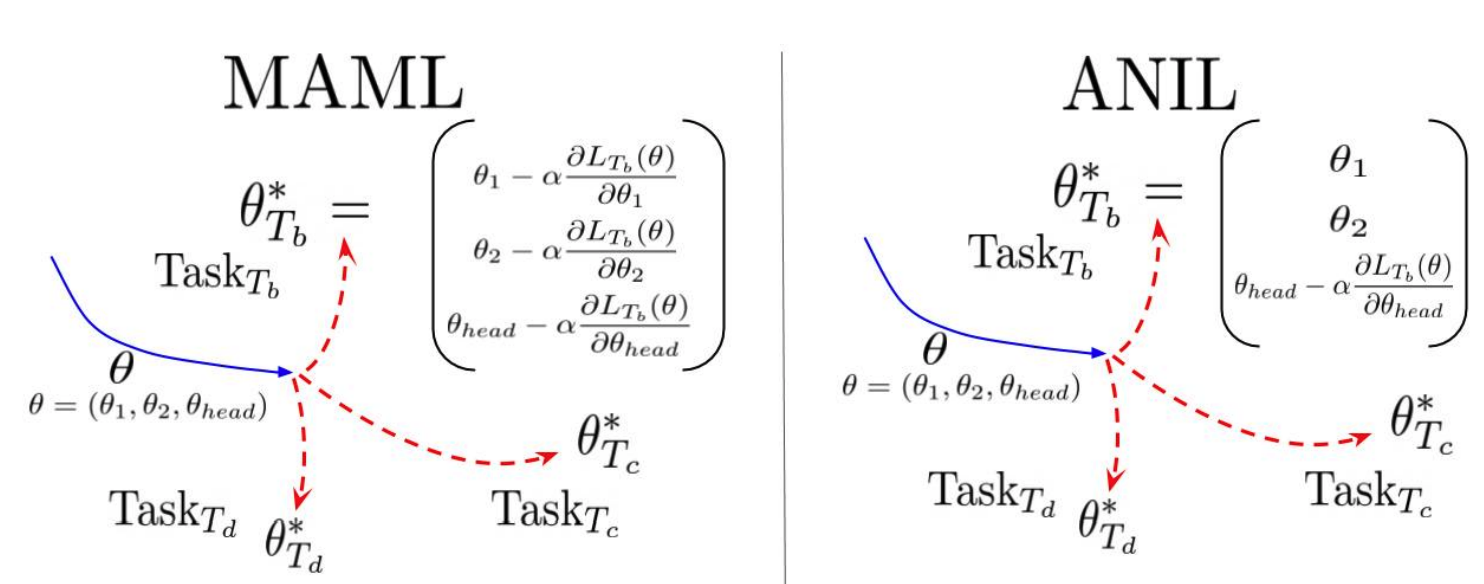 MAML
θ*_{T_b} =
θ_1 − α ∂L_{T_b}(θ)/∂θ_1
θ_2 − α ∂L_{T_b}(θ)/∂θ_2
θ_{head} − α ∂L_{T_b}(θ)/∂θ_{head}
Task_{T_b}
θ
θ = (θ_1, θ_2, θ_{head})
θ*_{T_c}
Task_{T_c}
Task_{T_d}
θ*_{T_d}
ANIL
θ*_{T_b} =
θ_1
θ_2
θ_{head} − α ∂L_{T_b}(θ)/∂θ_{head}
Task_{T_b}
θ
θ = (θ_1, θ_2, θ_{head})
θ*_{T_c}
Task_{T_c}
Task_{T_d}
θ*_{T_d}